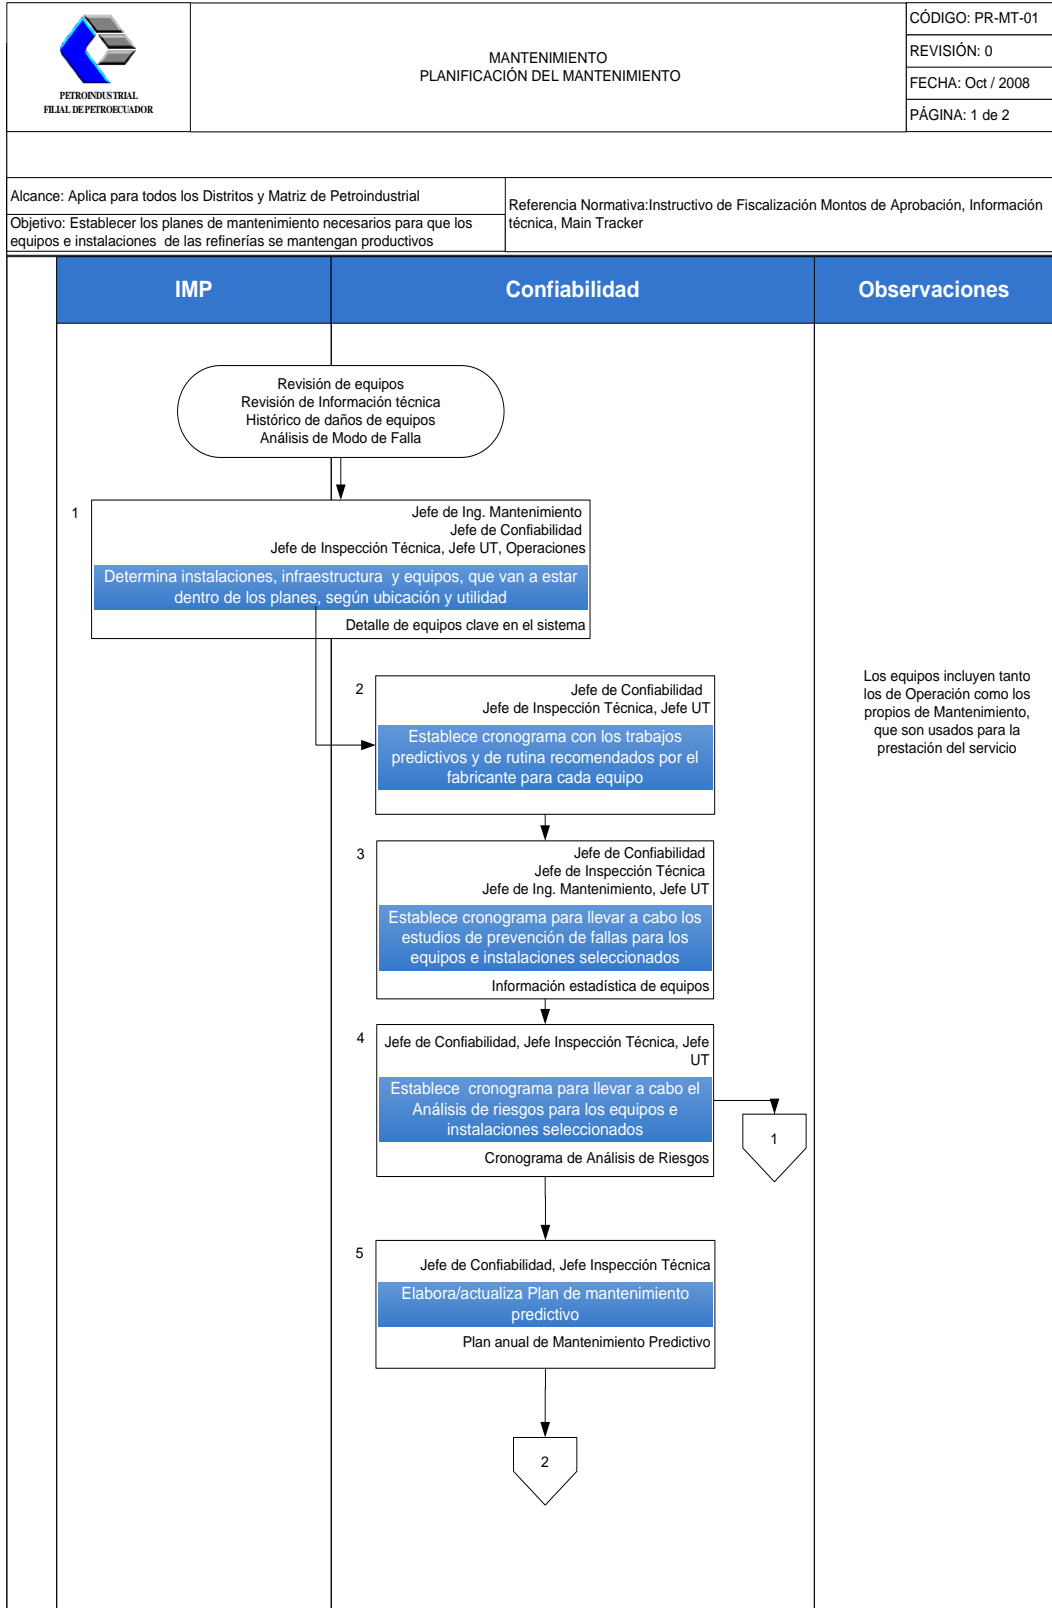 PETROINDUSTRIAL
FILIAL DE PETROECUADOR
MANTENIMIENTO
PLANIFICACIÓN DEL MANTENIMIENTO
CÓDIGO: PR-MT-01
REVISIÓN: 0
FECHA: Oct / 2008
PÁGINA: 1 de 2
Alcance: Aplica para todos los Distritos y Matriz de Petroindustrial
Objetivo: Establecer los planes de mantenimiento necesarios para que los
equipos e instalaciones  de las refinerías se mantengan productivos
Referencia Normativa:Instructivo de Fiscalización Montos de Aprobación, Información
técnica, Main Tracker
IMP
Confiabilidad
Observaciones
Revisión de equipos
Revisión de Información técnica
Histórico de daños de equipos
Análisis de Modo de Falla
1
Jefe de Ing. Mantenimiento
Jefe de Confiabilidad
Jefe de Inspección Técnica, Jefe UT, Operaciones
Determina instalaciones, infraestructura  y equipos, que van a estar
dentro de los planes, según ubicación y utilidad
Detalle de equipos clave en el sistema
2
Jefe de Confiabilidad
Jefe de Inspección Técnica, Jefe UT
Establece cronograma con los trabajos
predictivos y de rutina recomendados por el
fabricante para cada equipo
Los equipos incluyen tanto
los de Operación como los
propios de Mantenimiento,
que son usados para la
prestación del servicio
3
Jefe de Confiabilidad
Jefe de Inspección Técnica
Jefe de Ing. Mantenimiento, Jefe UT
Establece cronograma para llevar a cabo los
estudios de prevención de fallas para los
equipos e instalaciones seleccionados
Información estadística de equipos
4
Jefe de Confiabilidad, Jefe Inspección Técnica, Jefe
UT
Establece  cronograma para llevar a cabo el
Análisis de riesgos para los equipos e
instalaciones seleccionados
Cronograma de Análisis de Riesgos
1
5
Jefe de Confiabilidad, Jefe Inspección Técnica
Elabora/actualiza Plan de mantenimiento
predictivo
Plan anual de Mantenimiento Predictivo
2